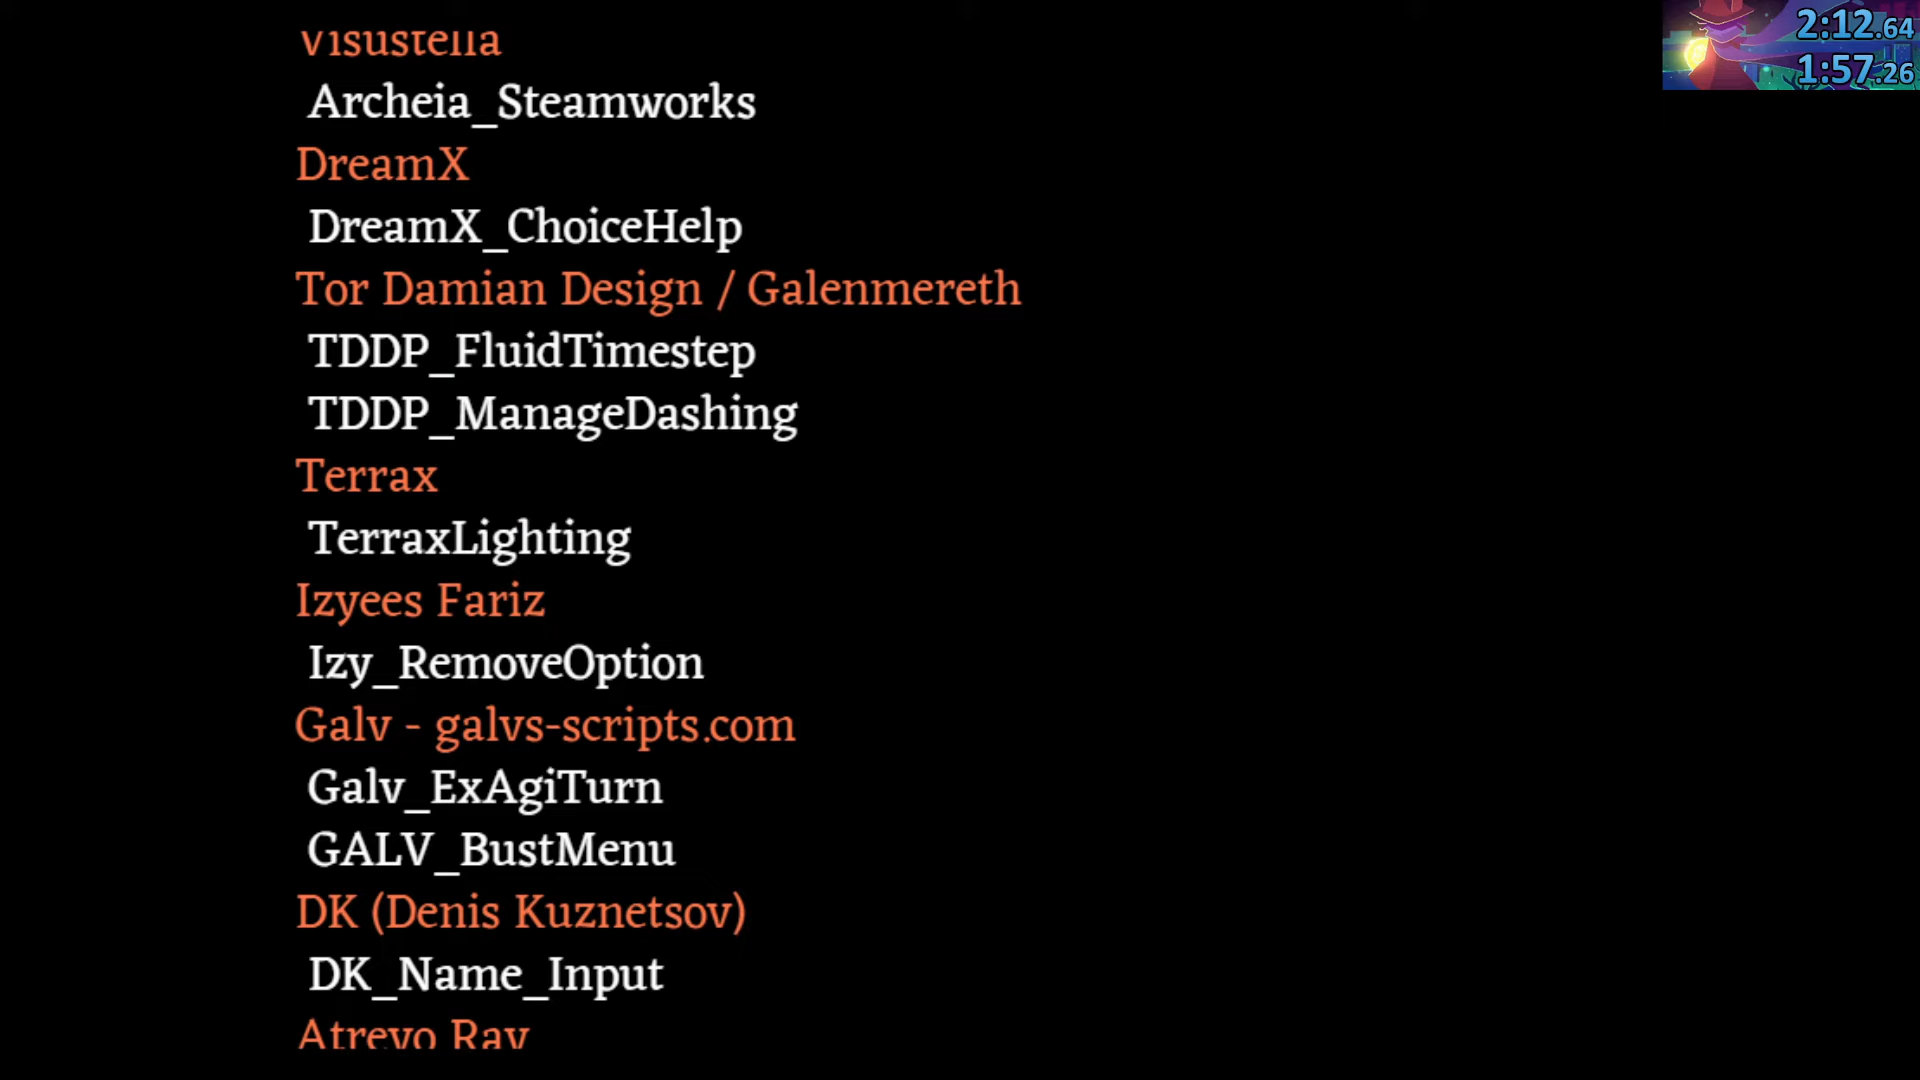 Visustella
Archeia_Steamworks
DreamX
DreamX_ChoiceHelp
Tor Damian Design / Galenmereth
TDDP_FluidTimestep
TDDP_ManageDashing
Terrax
TerraxLighting
Izyees Fariz
Izy_RemoveOption
Galv - galvs-scripts.com
Galv_ExAgiTurn
GALV_BustMenu
DK (Denis Kuznetsov)
DK_Name_Input
Atreyo Ray
2:12.64
1:57.26